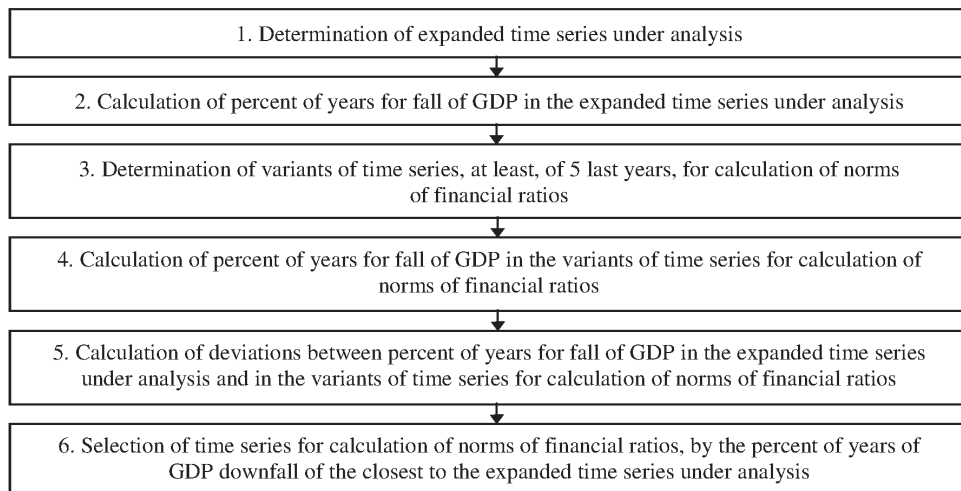 1. Determination of expanded time series under analysis
2. Calculation of percent of years for fall of GDP in the expanded time series under analysis
3. Determination of variants of time series, at least, of 5 last years, for calculation of norms
of financial ratios
4. Calculation of percent of years for fall of GDP in the variants of time series for calculation of
norms of financial ratios
5. Calculation of deviations between percent of years for fall of GDP in the expanded time series
under analysis and in the variants of time series for calculation of norms of financial ratios
6. Selection of time series for calculation of norms of financial ratios, by the percent of years of
GDP downfall of the closest to the expanded time series under analysis